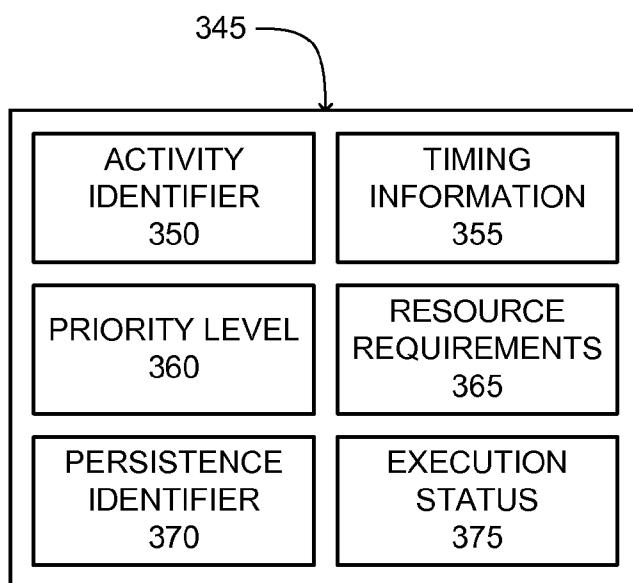 345
ACTIVITY
IDENTIFIER
350
TIMING
INFORMATION
355
PRIORITY LEVEL
360
RESOURCE
REQUIREMENTS
365
PERSISTENCE
IDENTIFIER
370
EXECUTION
STATUS
375